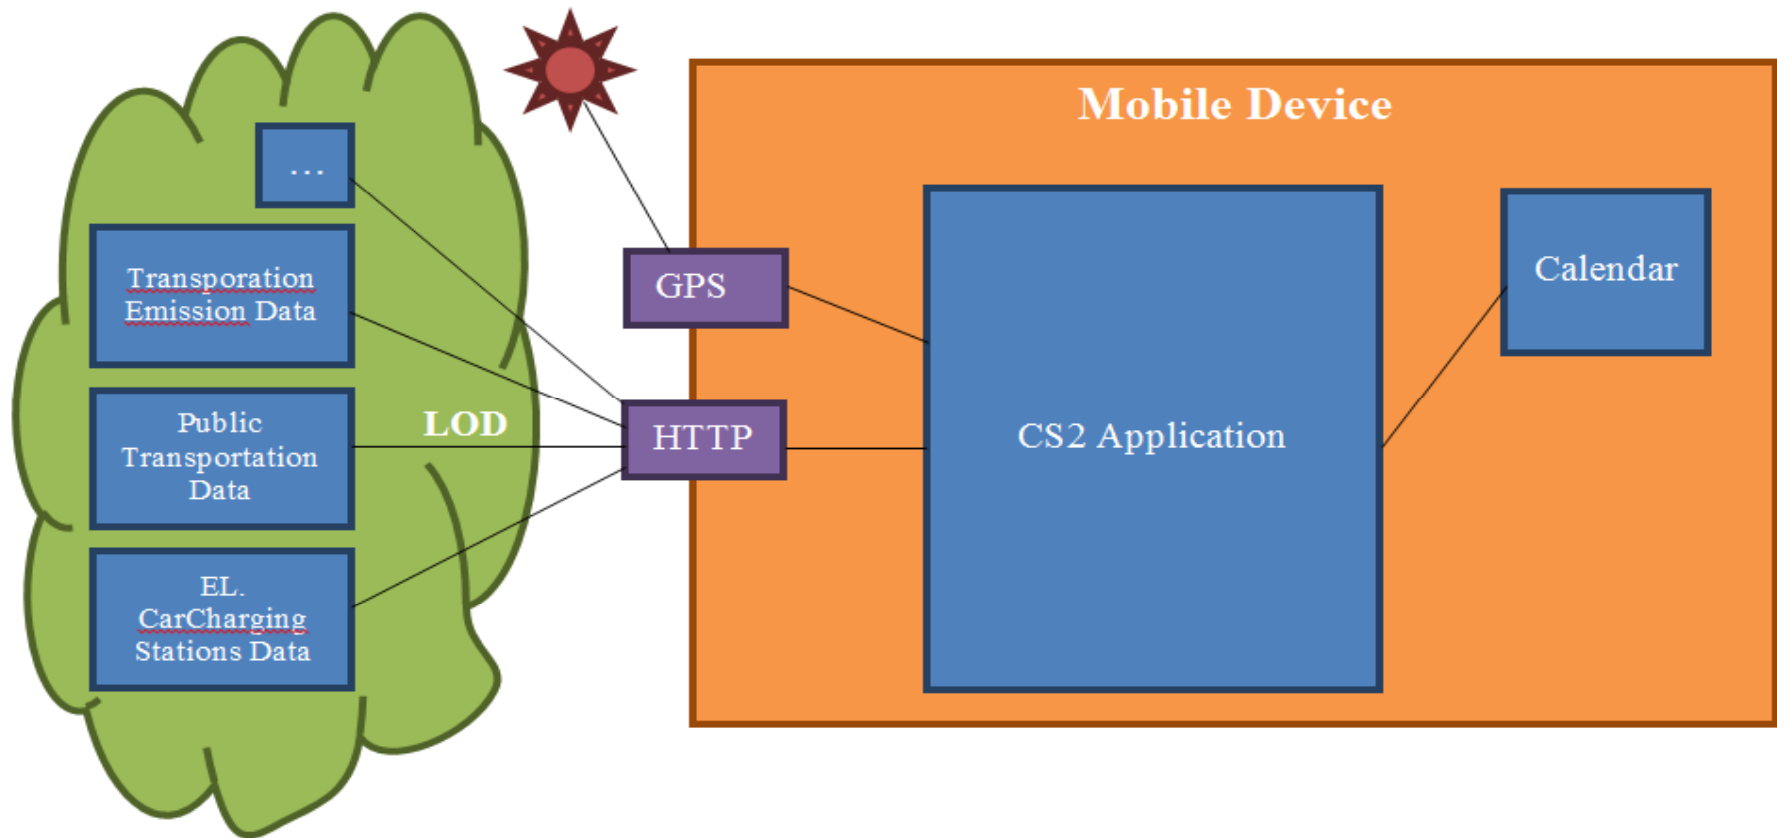 Mobile Device
...
Transporation
Emission Data
Public
Transportation
Data
EL.
CarCharging
Stations Data
LOD
GPS
HTTP
CS2 Application
Calendar